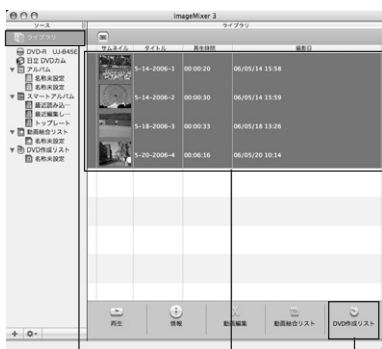 ImageMixer 3
ソース
ライブラリ
ライブラリ
DVD-R UJ-845E
日立 DVDカム
アルバム
名称未設定
名称未設定
スマートアルバム
最近読み込…
最近編集し…
トップレート
動画結合リスト
名称未設定
DVD作成リスト
名称未設定
サムネイル タイトル 再生時間 撮影日
5-14-2006-1 00:00:20 06/05/14 15:58
5-14-2006-2 00:00:30 06/05/14 15:59
5-18-2006-3 00:00:33 06/05/18 13:26
5-20-2006-4 00:06:16 06/05/20 10:14
再生 情報 動画編集 動画結合リスト DVD作成リスト